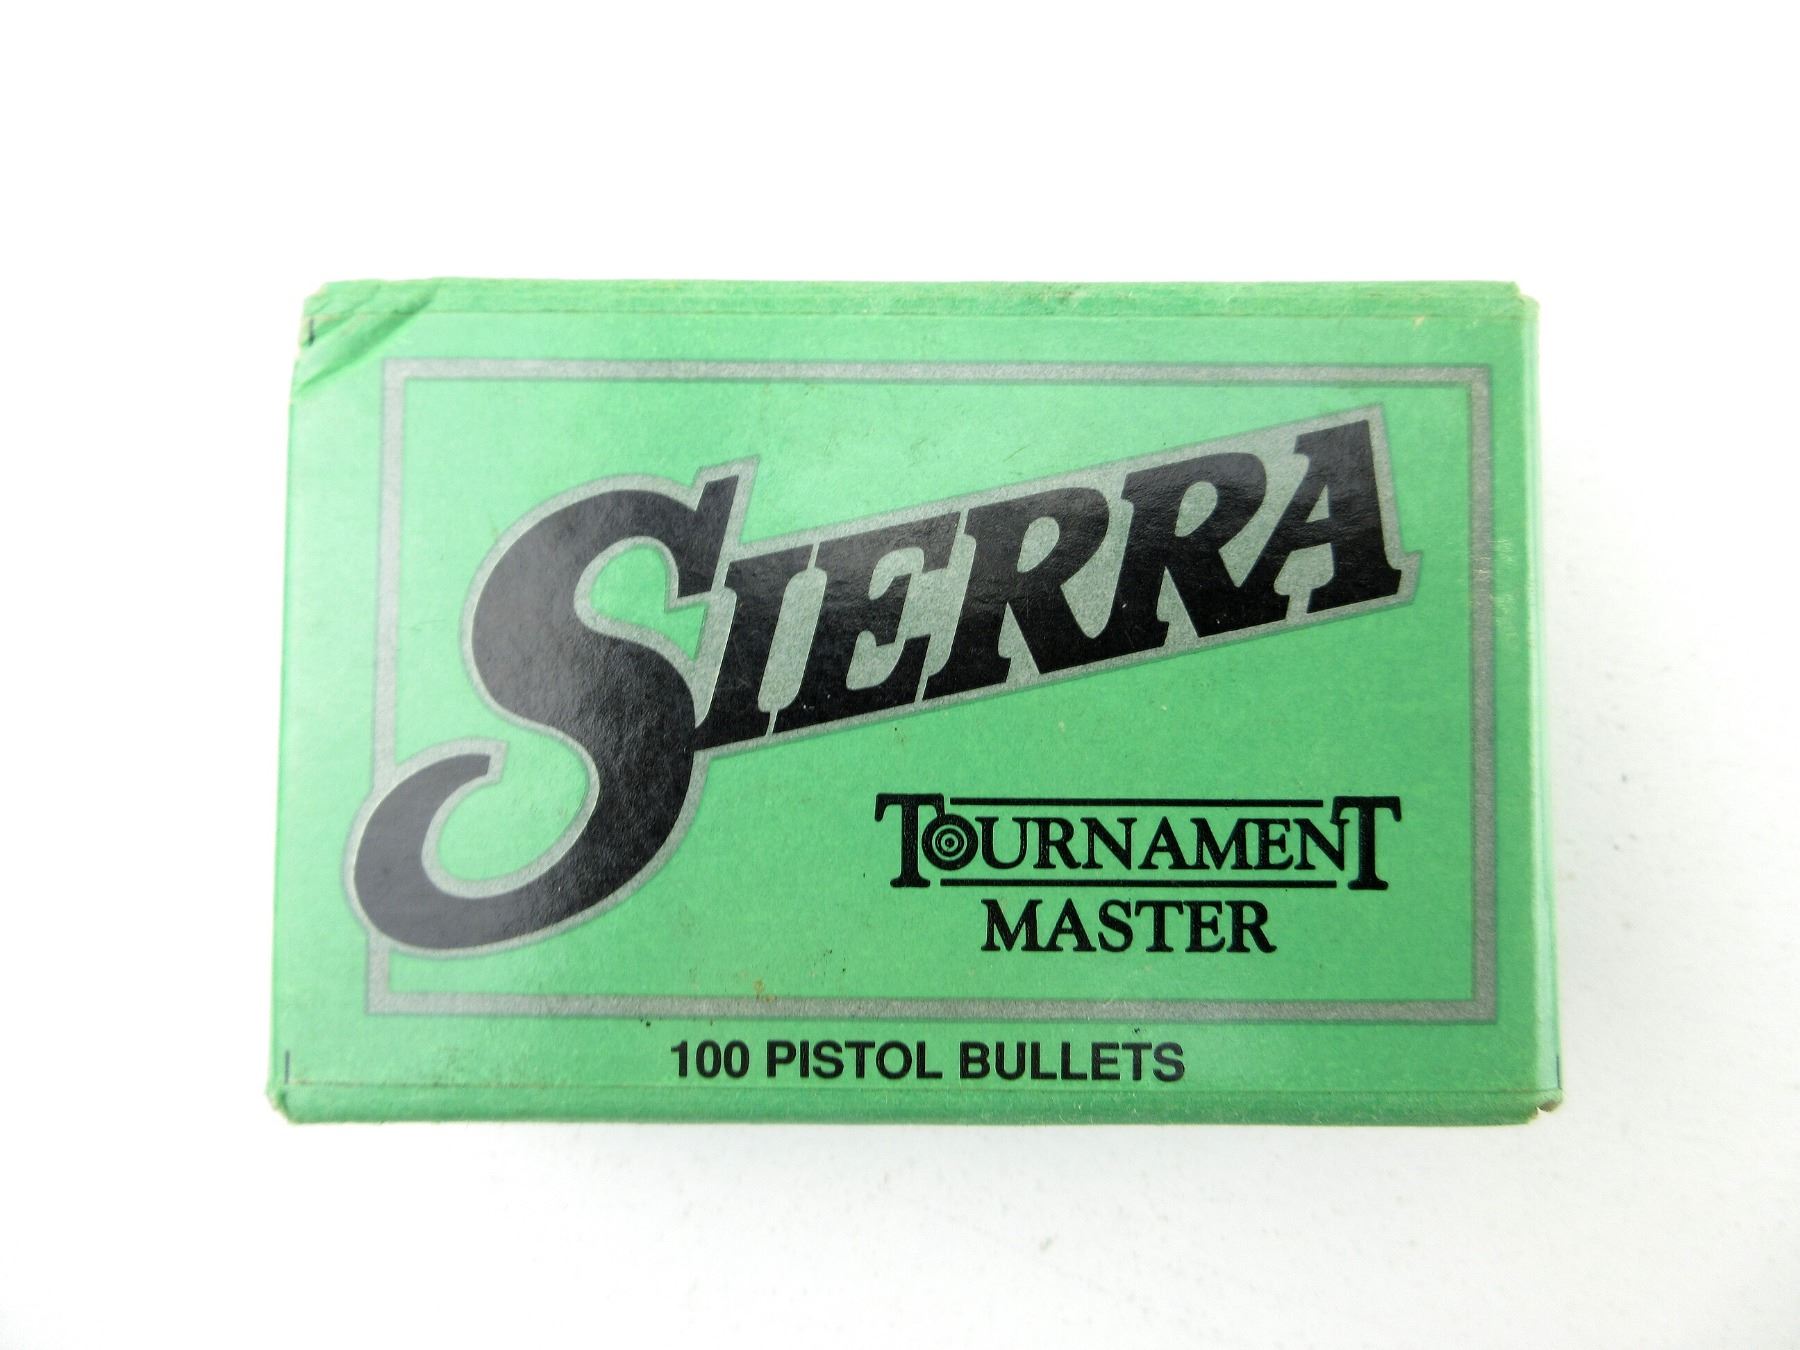 SIERRA
TOURNAMENT
MASTER
100 PISTOL BULLETS